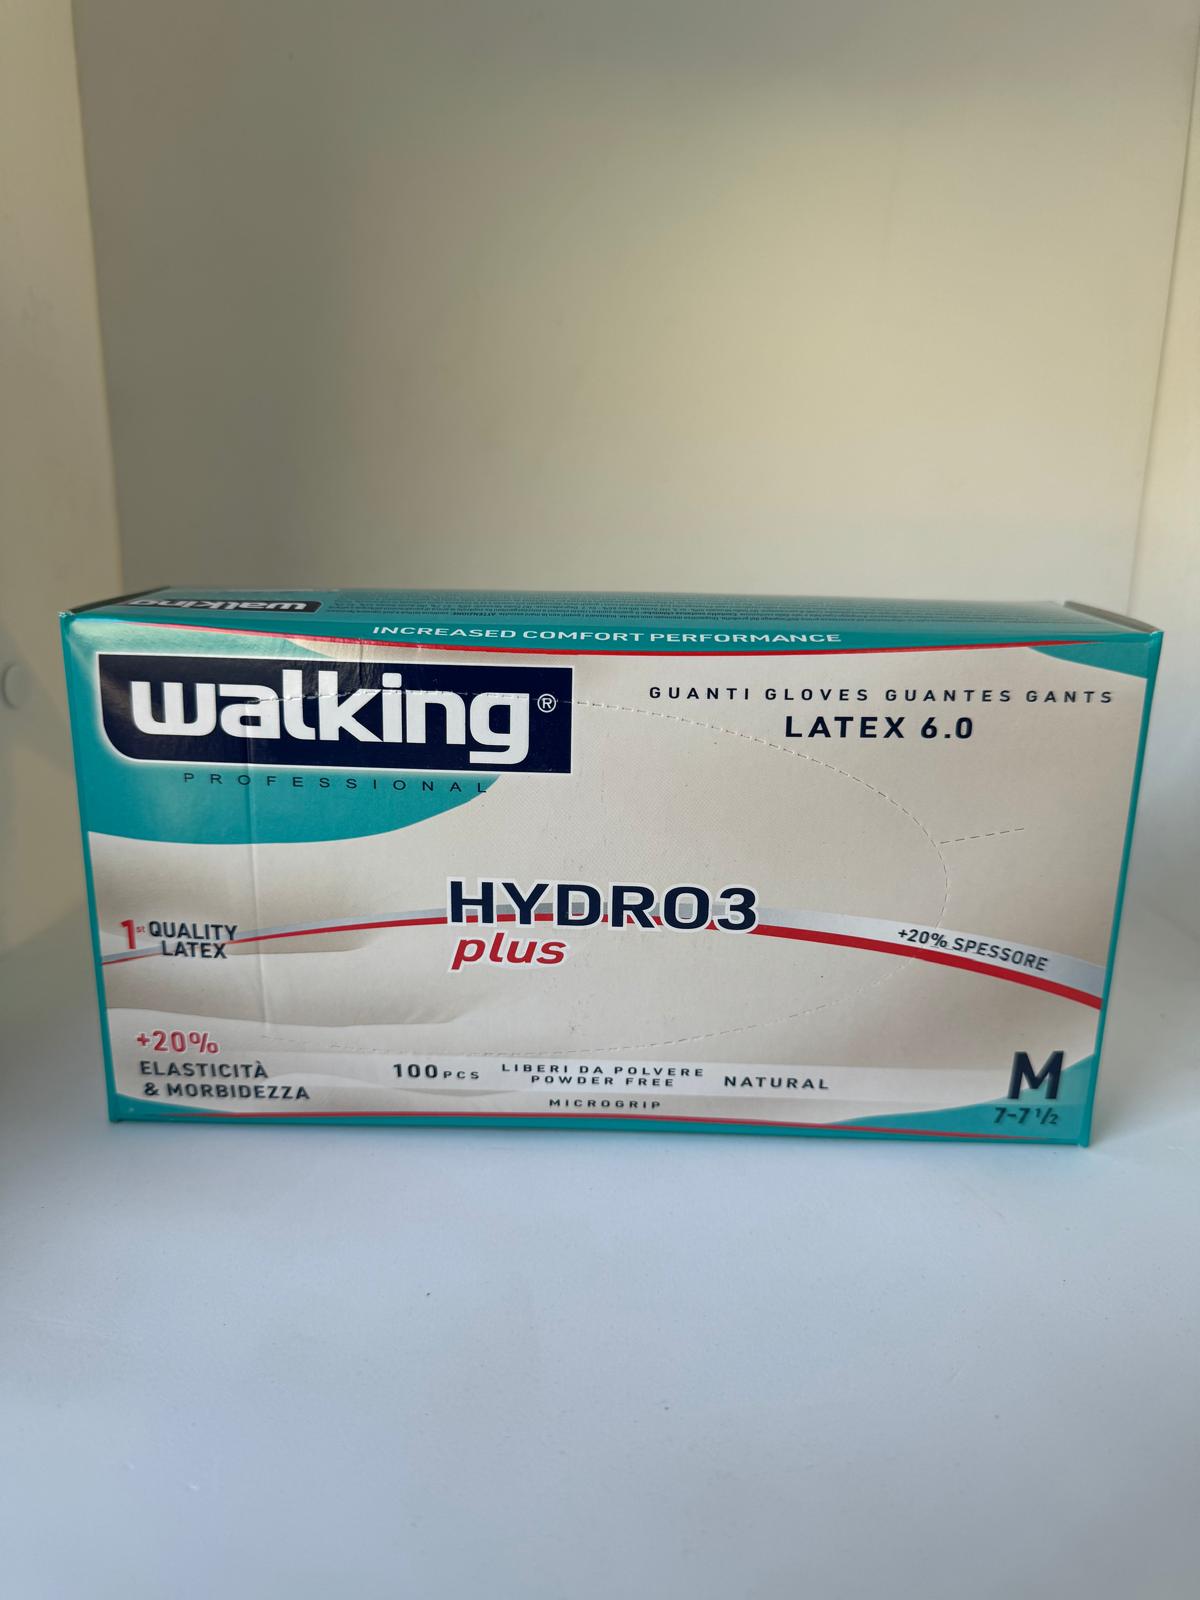 walking
INCREASED COMFORT PERFORMANCE
walking®
PROFESSIONAL
GUANTI GLOVES GUANTES GANTS
LATEX 6.0
HYDRO3
plus
1st QUALITY
LATEX
+20% SPESSORE
+20%
ELASTICITÀ
& MORBIDEZZA
100 PCS
LIBERI DA POLVERE
POWDER FREE
NATURAL
MICROGRIP
M
7-7 1/2